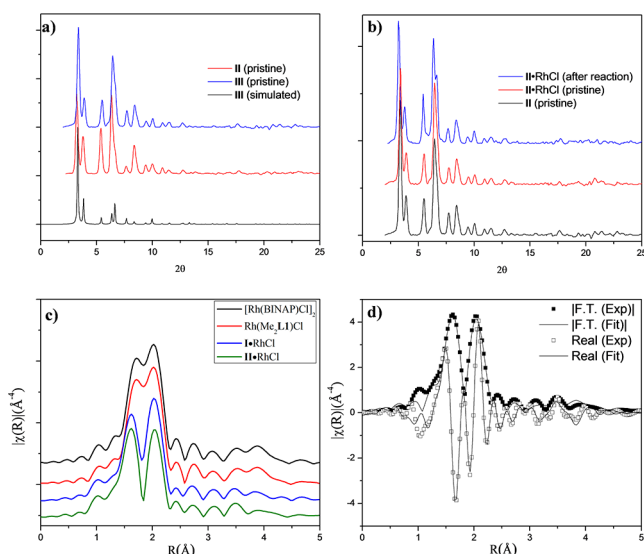 a)
II (pristine)
III (pristine)
III (simulated)
0 5 10 15 20 25
2θ
b)
II•RhCl (after reaction)
II•RhCl (pristine)
II (pristine)
0 5 10 15 20 25
2θ
c)
[Rh(BINAP)Cl]2
Rh(Me2L1)Cl
I•RhCl
II•RhCl
|χ(R)|(Å-4)
0 1 2 3 4 5
R(Å)
d)
|F.T. (Exp)|
|F.T. (Fit)|
Real (Exp)
Real (Fit)
|χ(R)|(Å-4)
4
2
0
-2
-4
0 1 2 3 4 5
R(Å)